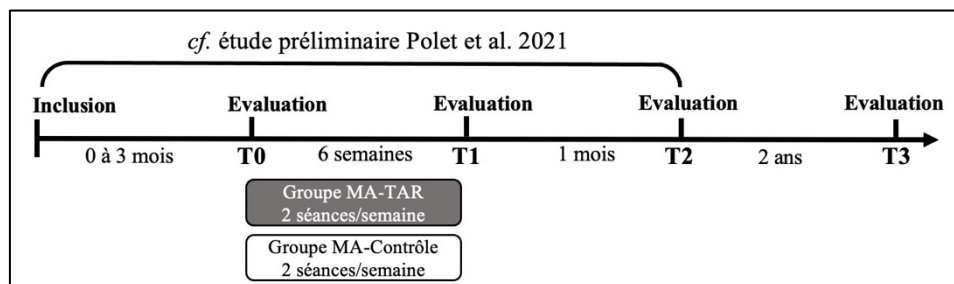 cf. étude préliminaire Polet et al. 2021
Inclusion Evaluation Evaluation Evaluation Evaluation
0 à 3 mois T0 6 semaines T1 1 mois T2 2 ans T3
Groupe MA-TAR
2 séances/semaine
Groupe MA-Contrôle
2 séances/semaine